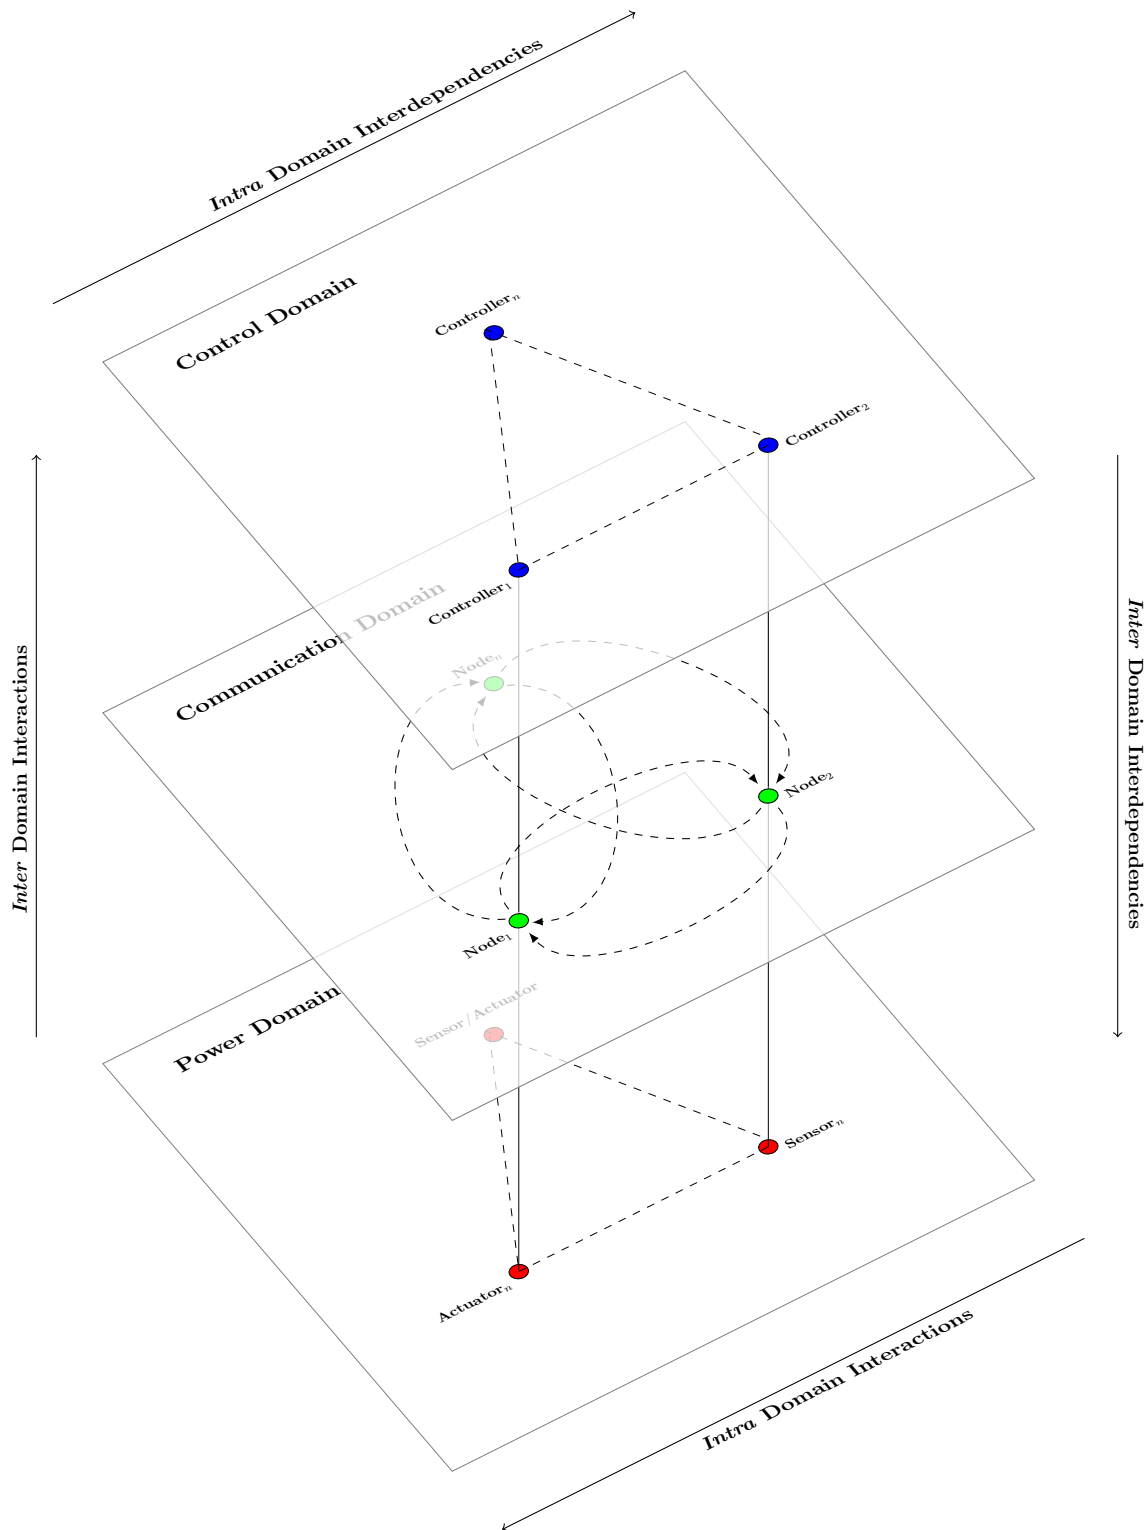 Intra Domain Interdependencies
Control Domain
Controllerₙ
Controller₂
Controller₁
Communication Domain
Nodeₙ
Node₂
Node₁
Power Domain
Sensor/Actuator
Sensorₙ
Actuatorₙ
Inter Domain Interactions
Inter Domain Interdependencies
Intra Domain Interactions